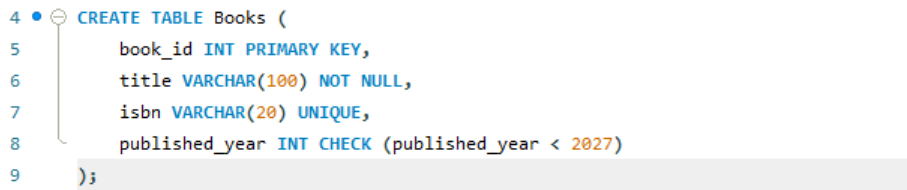 4 CREATE TABLE Books (
5 book_id INT PRIMARY KEY,
6 title VARCHAR(100) NOT NULL,
7 isbn VARCHAR(20) UNIQUE,
8 published_year INT CHECK (published_year < 2027)
9 );